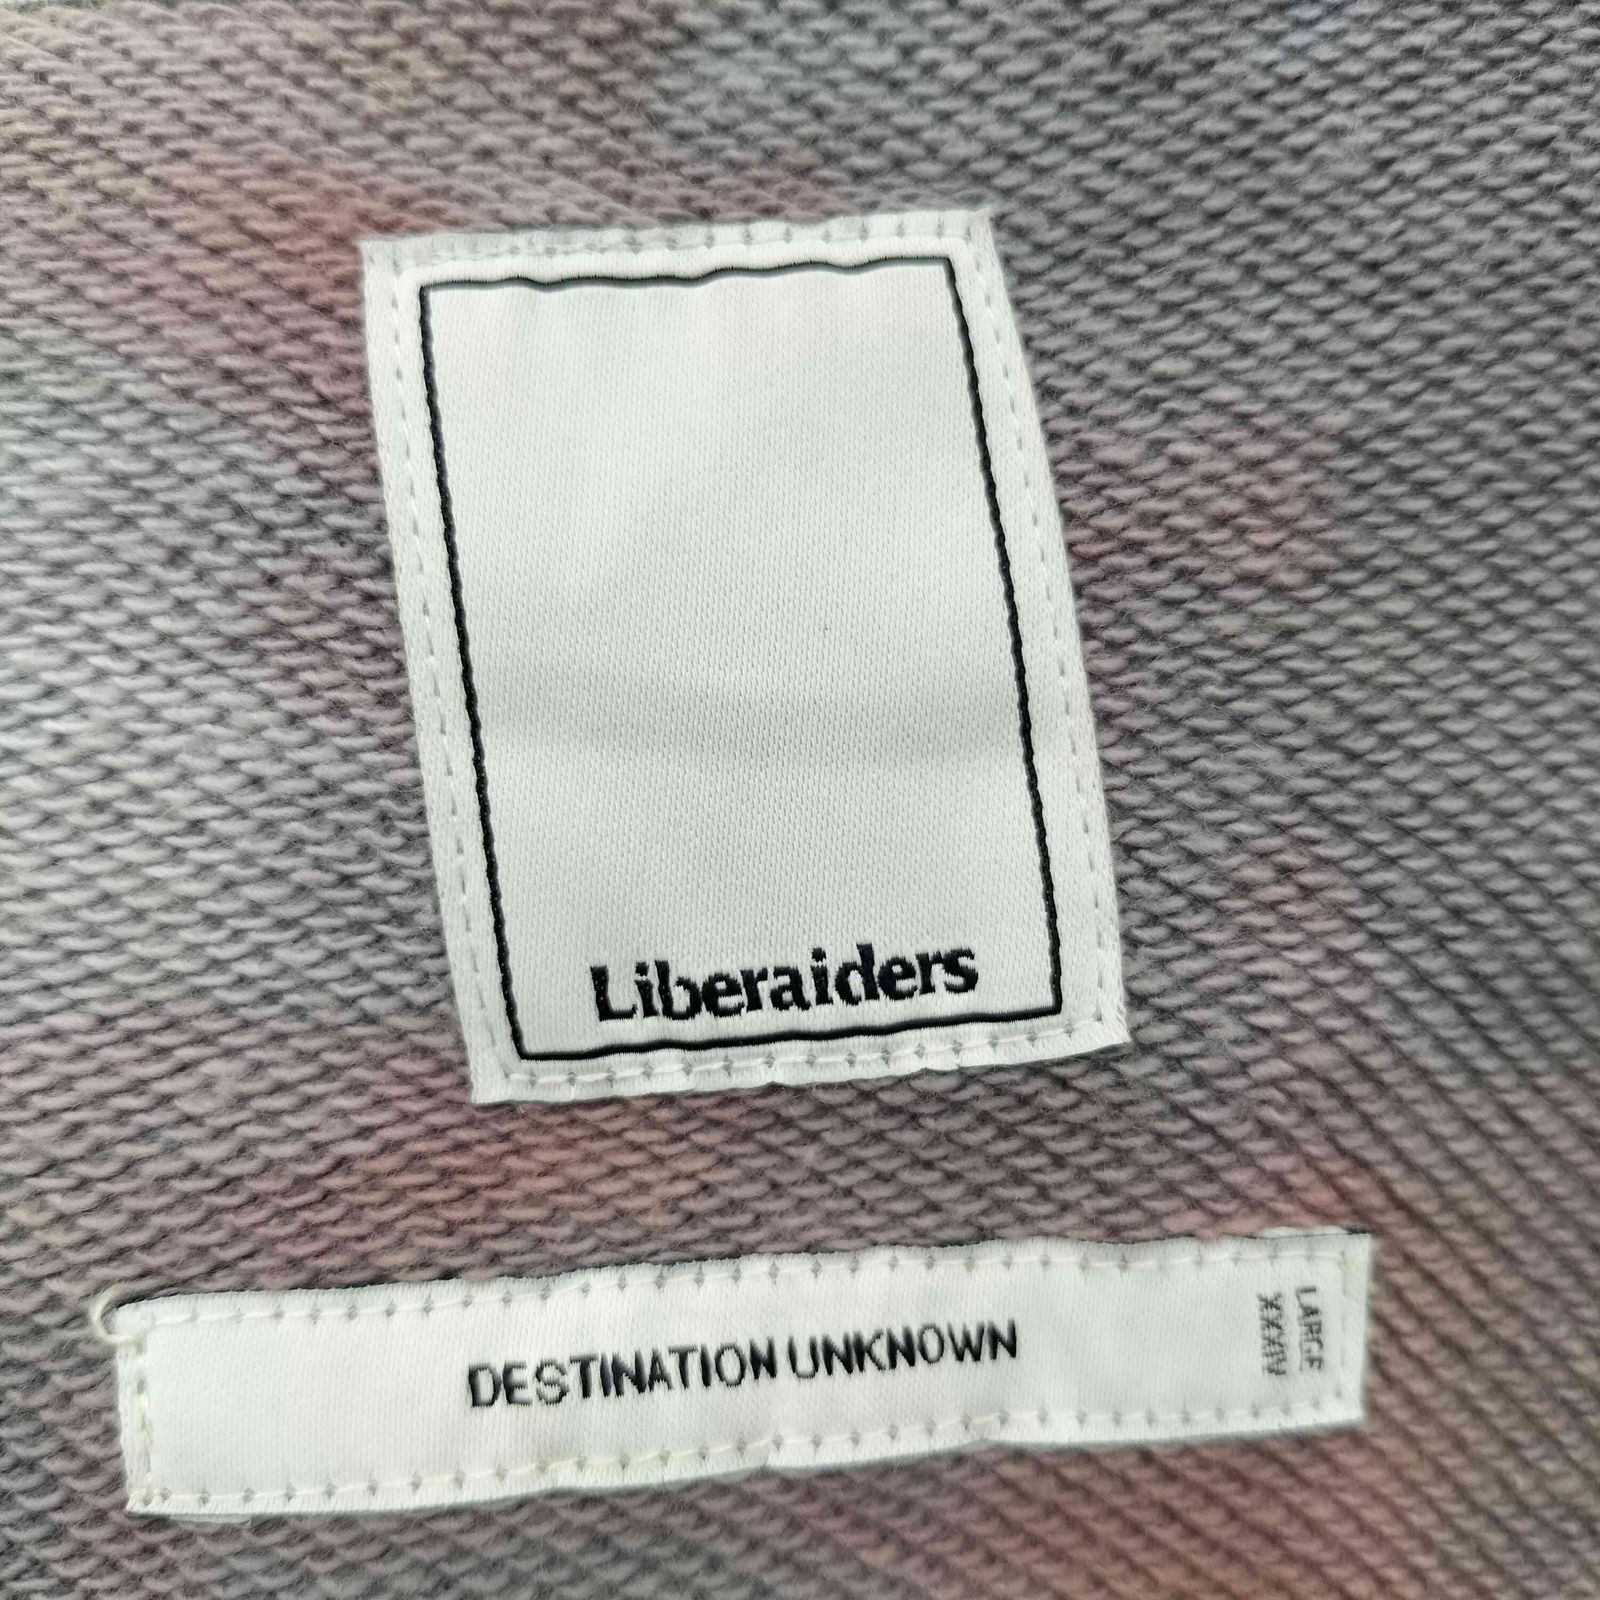 Liberaiders
DESTINATION UNKNOWN
LARGE